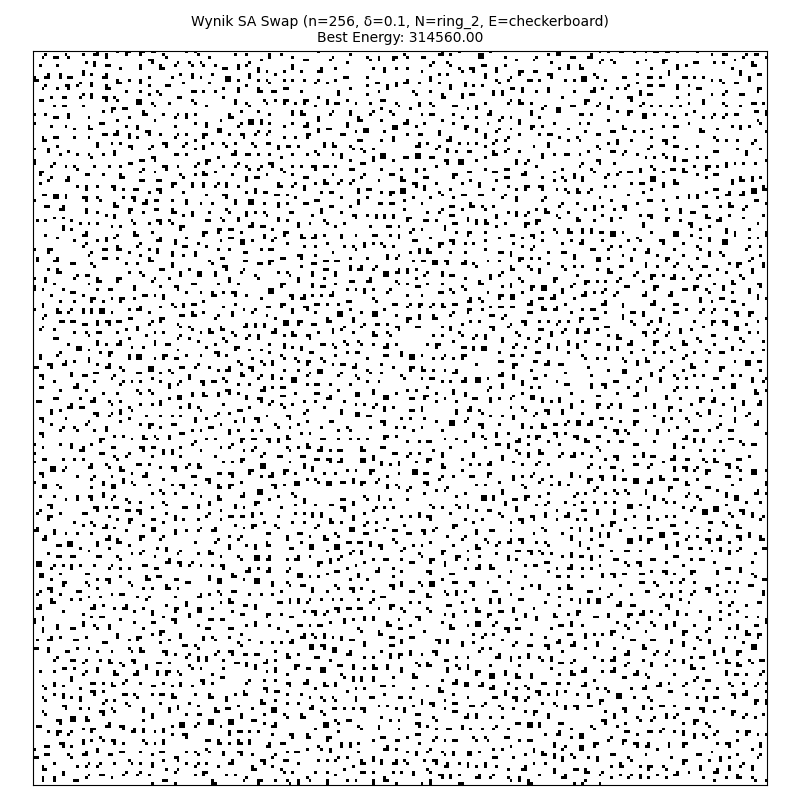 Wynik SA Swap (n=256, δ=0.1, N=ring_2, E=checkerboard)
Best Energy: 314560.00